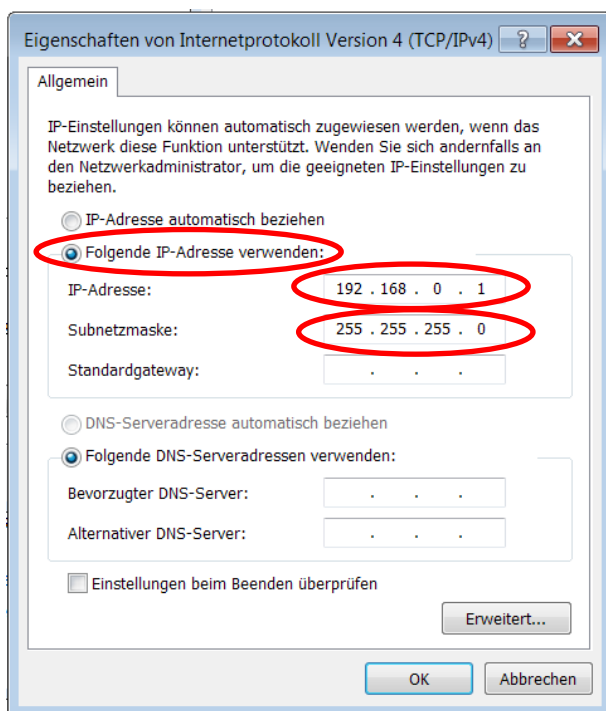 Eigenschaften von Internetprotokoll Version 4 (TCP/IPv4)
?
Allgemein
IP-Einstellungen können automatisch zugewiesen werden, wenn das
Netzwerk diese Funktion unterstützt. Wenden Sie sich andernfalls an
den Netzwerkadministrator, um die geeigneten IP-Einstellungen zu
beziehen.
IP-Adresse automatisch beziehen
Folgende IP-Adresse verwenden:
IP-Adresse: 192 . 168 . 0 . 1
Subnetzmaske: 255 . 255 . 255 . 0
Standardgateway: . . .
DNS-Serveradresse automatisch beziehen
Folgende DNS-Serveradressen verwenden:
Bevorzugter DNS-Server: . . .
Alternativer DNS-Server: . . .
Einstellungen beim Beenden überprüfen
Erweitert...
OK Abbrechen